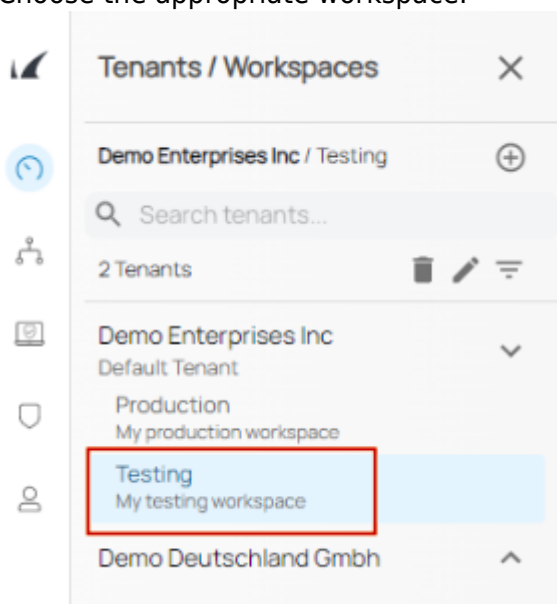 Choose the appropriate workspace.
Tenants / Workspaces
Demo Enterprises Inc / Testing
Search tenants...
2 Tenants
Demo Enterprises Inc
Default Tenant
Production
My production workspace
Testing
My testing workspace
Demo Deutschland Gmbh